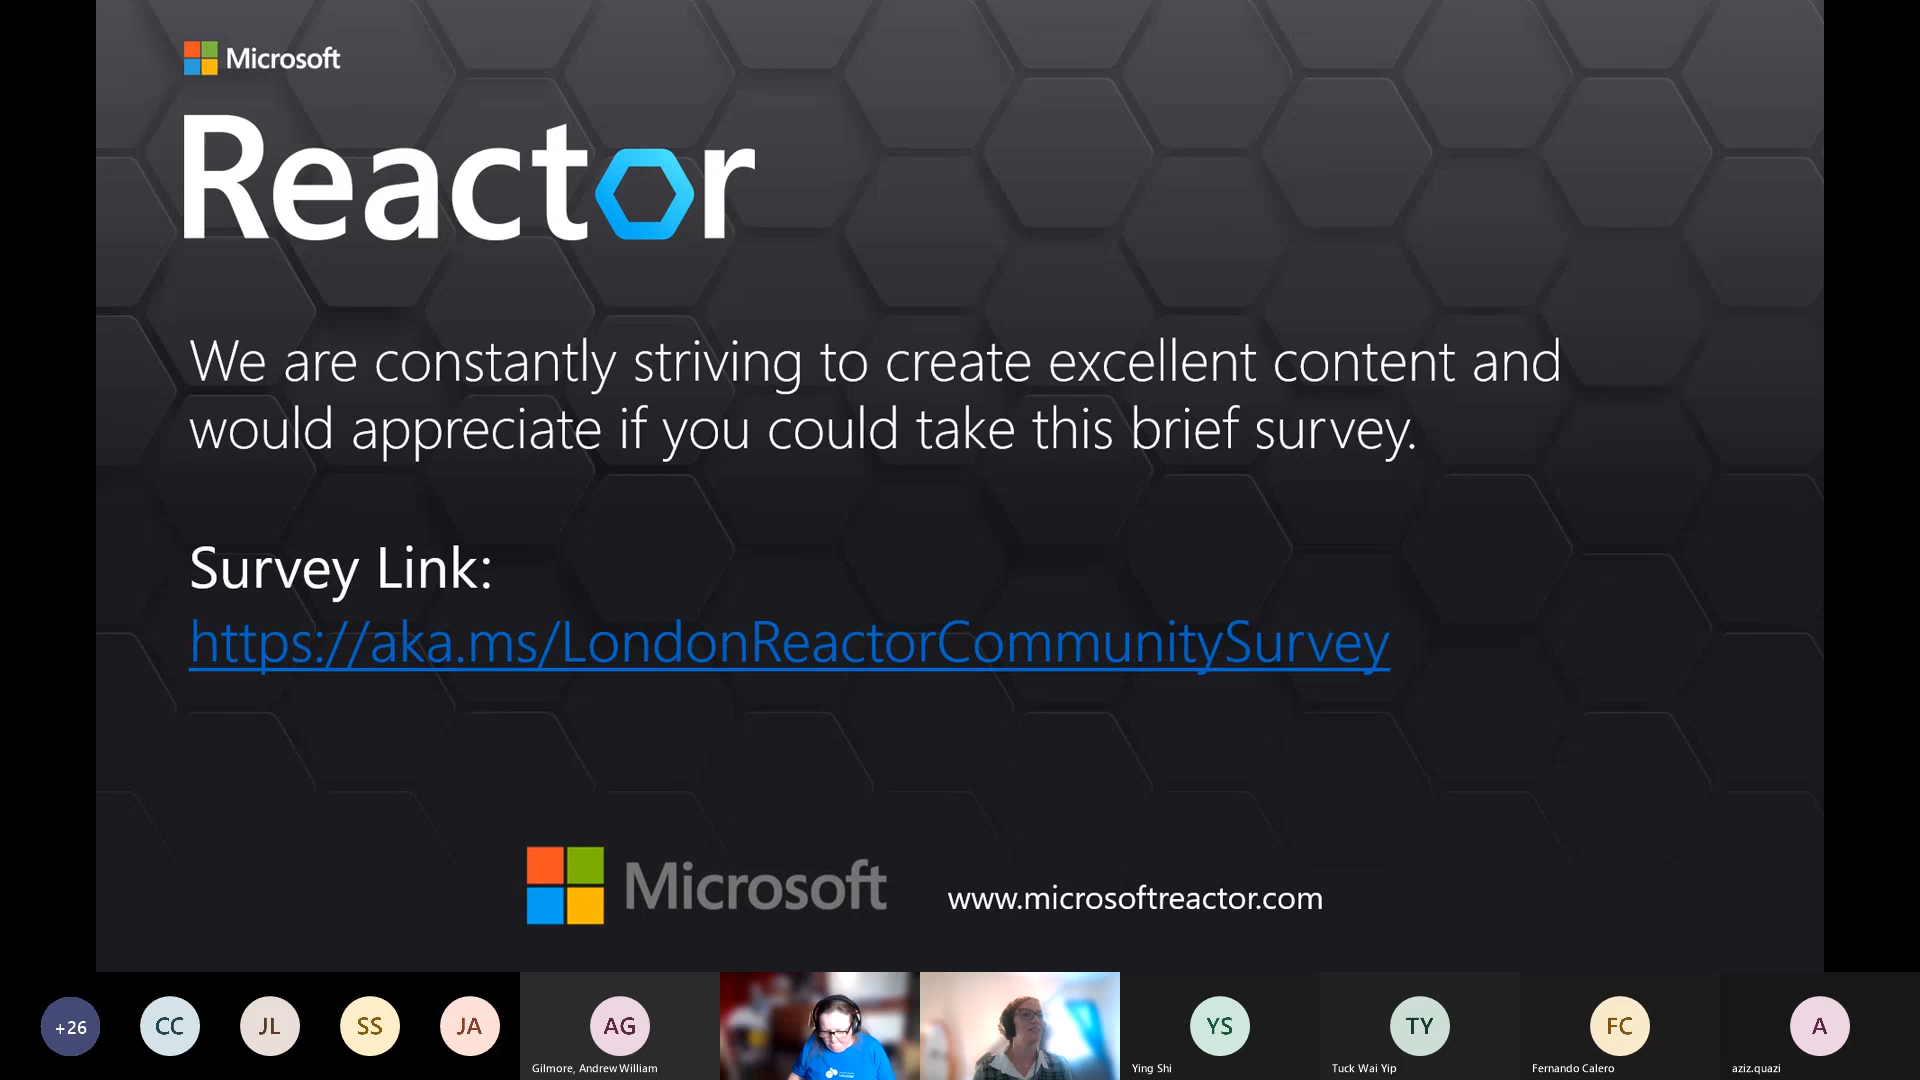 Microsoft
Reactor
We are constantly striving to create excellent content and
would appreciate if you could take this brief survey.
Survey Link:
https://aka.ms/LondonReactorCommunitySurvey
Microsoft
www.microsoftreactor.com
+26
CC
JL
SS
JA
AG
YS
TY
FC
A
Gilmore, Andrew William
Ying Shi
Tuck Wai Yip
Fernando Calero
aziz.quazi